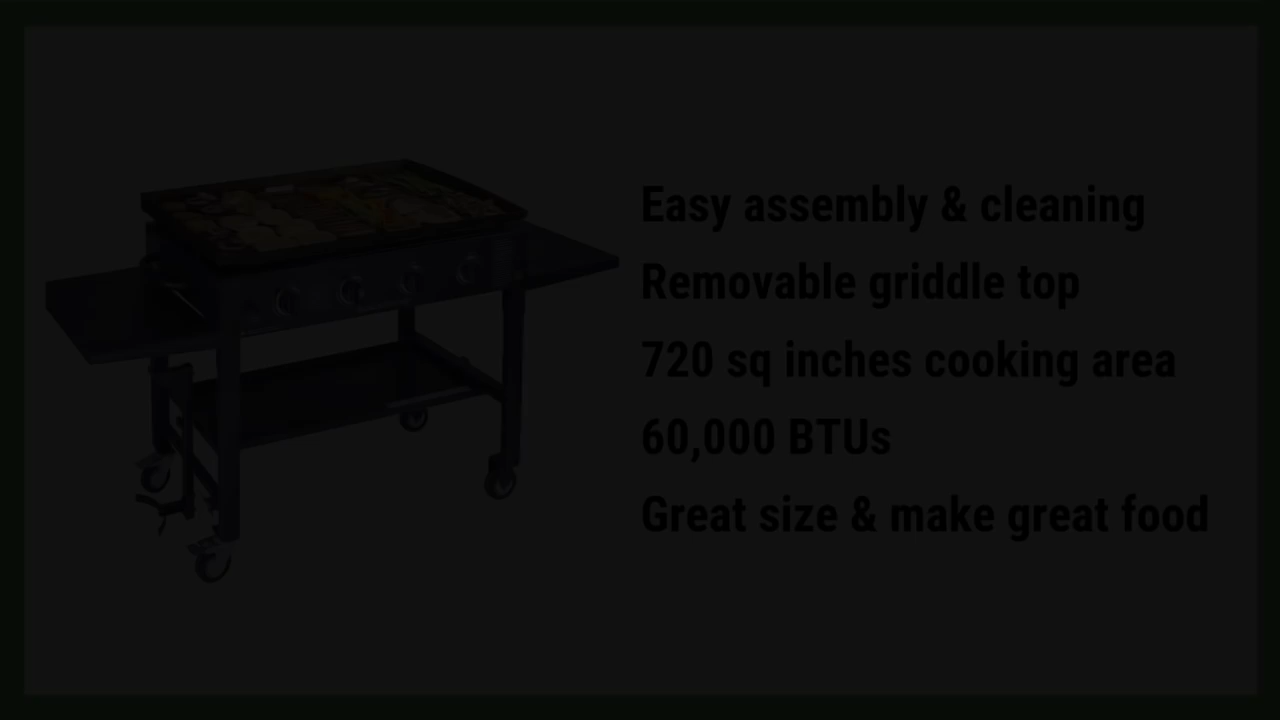 Easy assembly & cleaning
Removable griddle top
720 sq inches cooking area
60,000 BTUs
Great size & make great food